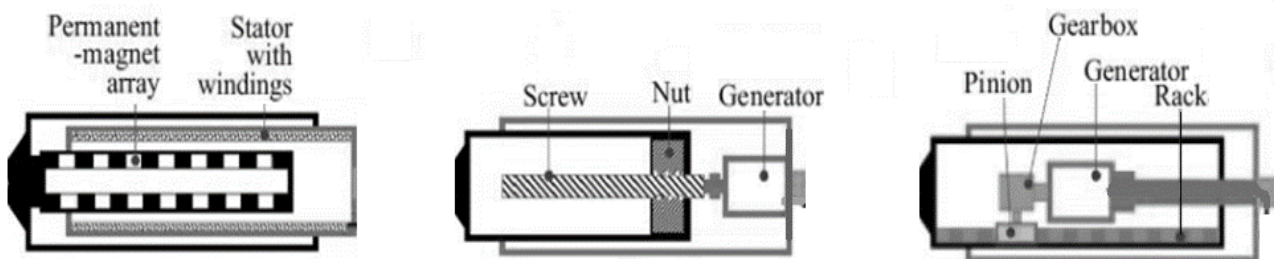 Permanent
-magnet
array
Stator
with
windings
Screw
Nut
Generator
Gearbox
Pinion
Generator
Rack